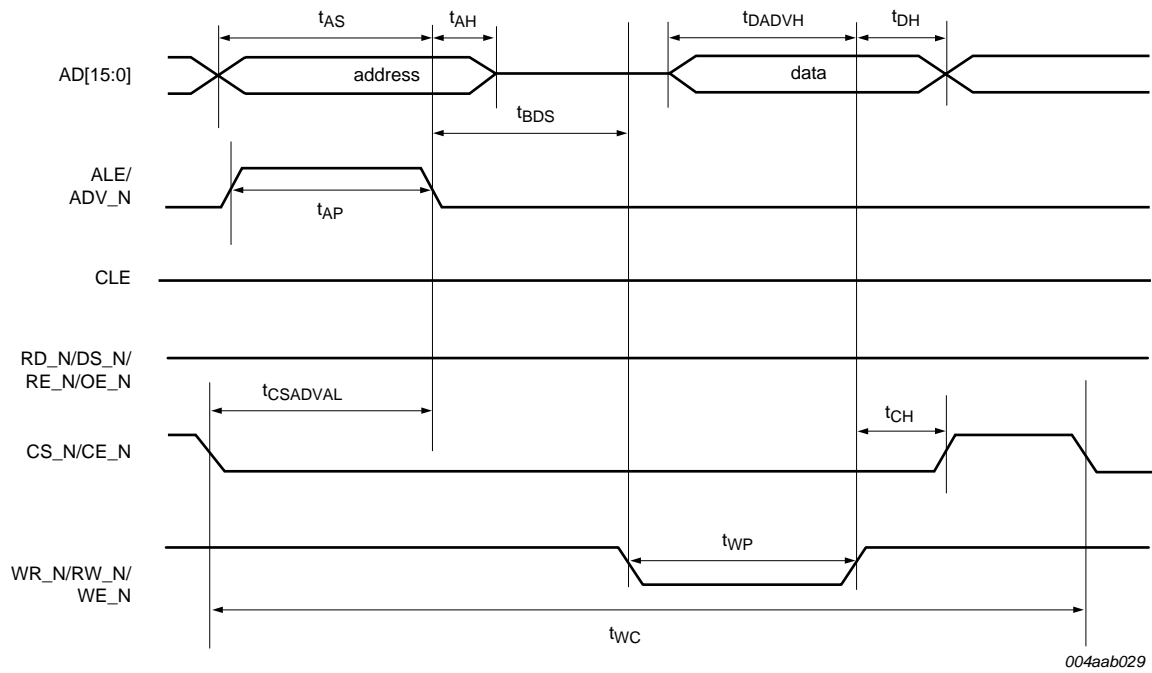 tAS
tAH
tDADVH
tDH
AD[15:0]
address
data
tBDS
ALE/
ADV_N
tAP
CLE
RD_N/DS_N/
RE_N/OE_N
tCSADVAL
tCH
CS_N/CE_N
tWP
WR_N/RW_N/
WE_N
tWC
004aab029